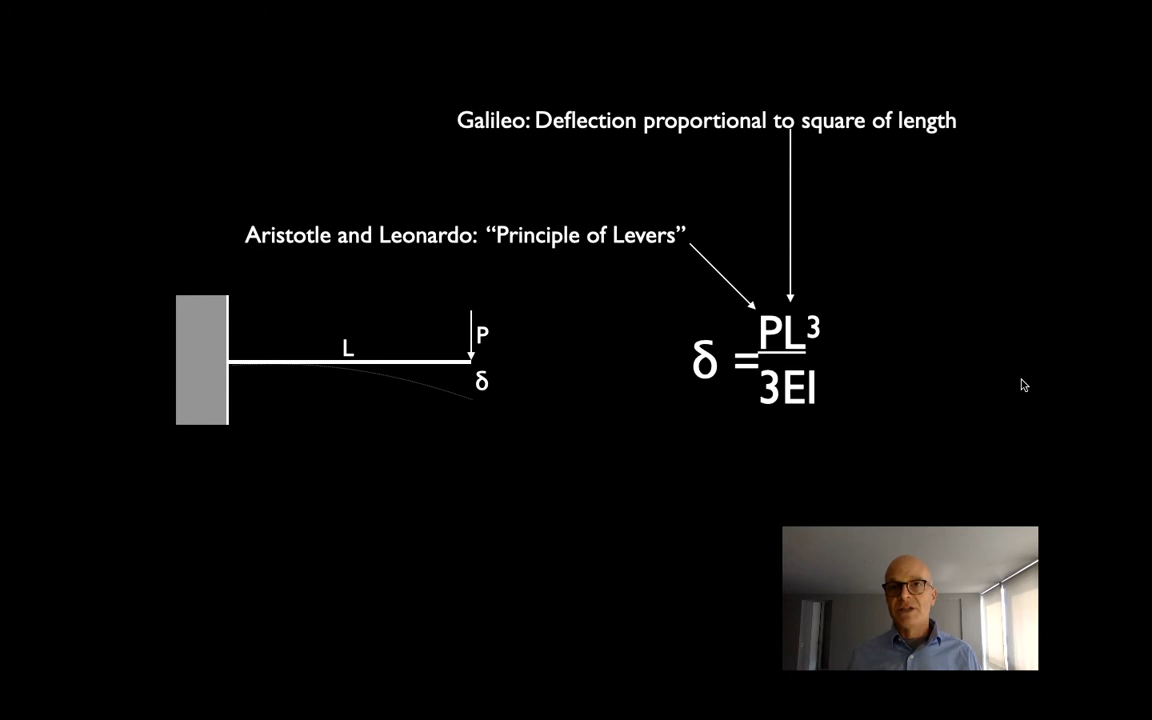 Galileo: Deflection proportional to square of length
Aristotle and Leonardo: “Principle of Levers”
L
P
δ
δ = PL³
3EI